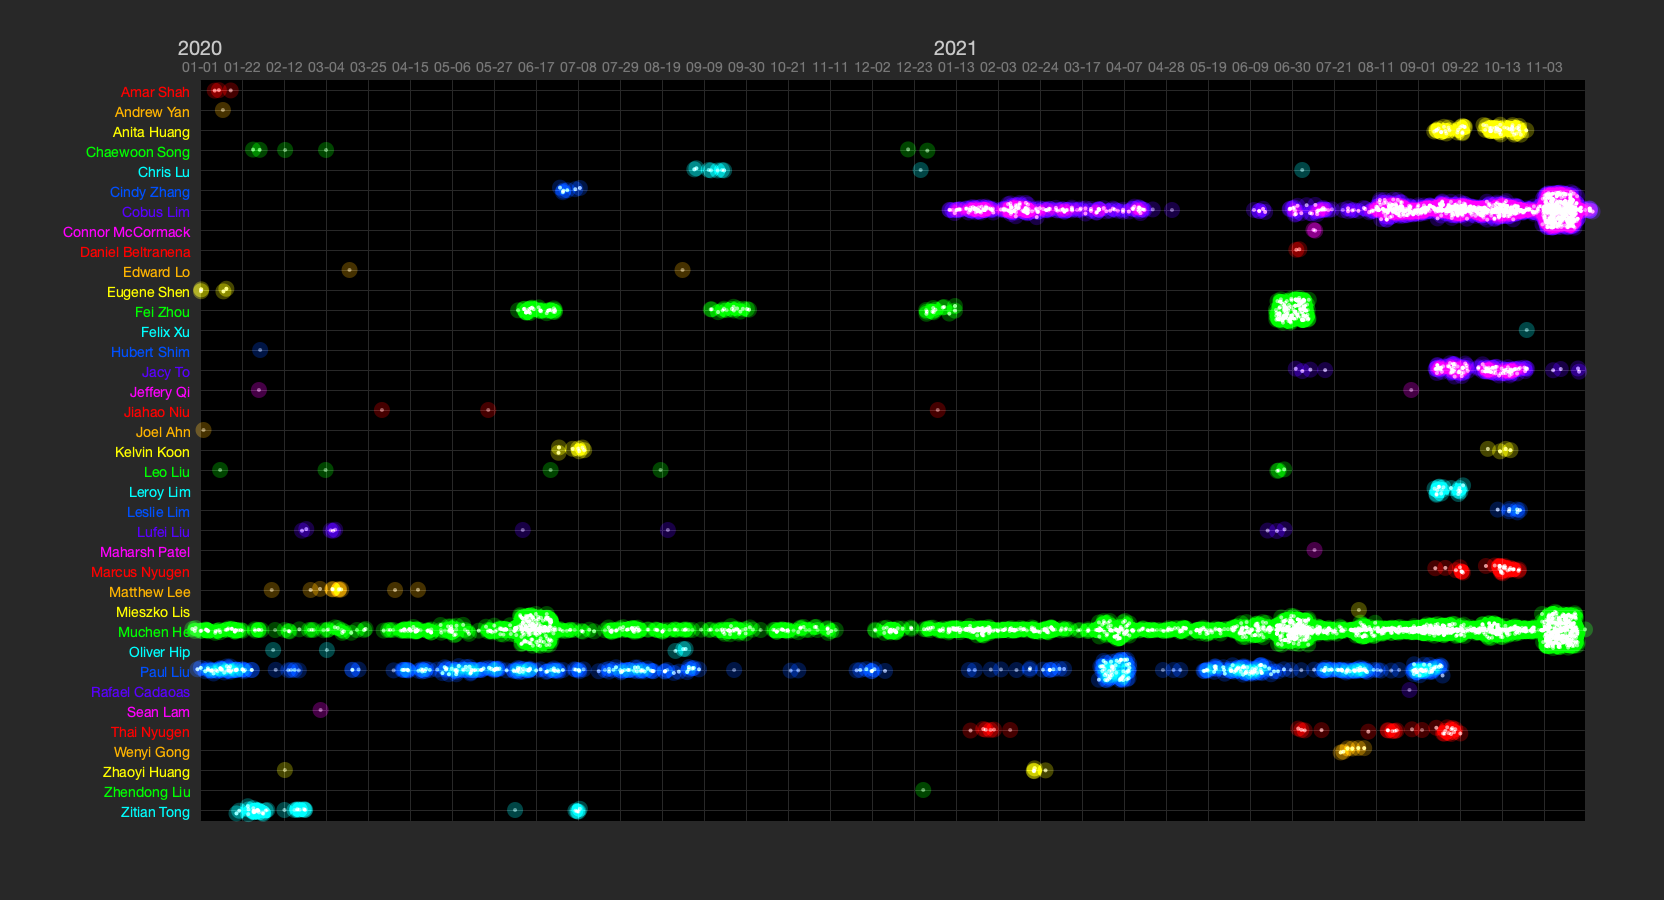 2020 2021
01-01 01-22 02-12 03-04 03-25 04-15 05-06 05-27 06-17 07-08 07-29 08-19 09-09 09-30 10-21 11-11 12-02 12-23 01-13 02-03 02-24 03-17 04-07 04-28 05-19 06-09 06-30 07-21 08-11 09-01 09-22 10-13 11-03
Amar Shah
Andrew Yan
Anita Huang
Chaewoon Song
Chris Lu
Cindy Zhang
Cobus Lim
Connor McCormack
Daniel Beltranena
Edward Lo
Eugene Shen
Fei Zhou
Felix Xu
Hubert Shim
Jacy To
Jeffery Qi
Jiahao Niu
Joel Ahn
Kelvin Koon
Leo Liu
Leroy Lim
Leslie Lim
Lufei Liu
Maharsh Patel
Marcus Nyugen
Matthew Lee
Mieszko Lis
Muchen He
Oliver Hip
Paul Liu
Rafael Cadaoas
Sean Lam
Thai Nyugen
Wenyi Gong
Zhaoyi Huang
Zhendong Liu
Zitian Tong